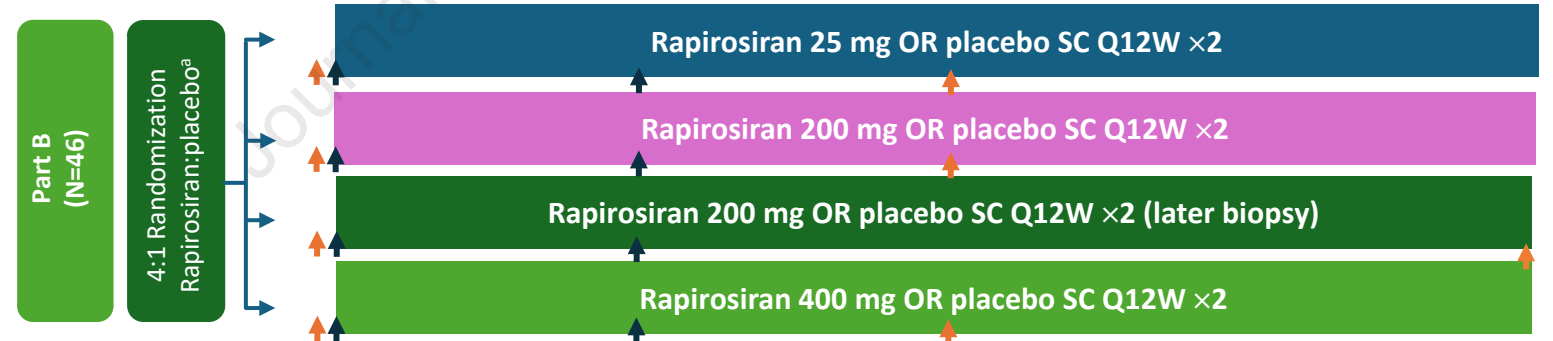 Part B
(N=46)
4:1 Randomization
Rapirosiran:placeboᵃ
Rapirosiran 25 mg OR placebo SC Q12W ×2
Rapirosiran 200 mg OR placebo SC Q12W ×2
Rapirosiran 200 mg OR placebo SC Q12W ×2 (later biopsy)
Rapirosiran 400 mg OR placebo SC Q12W ×2
Journa